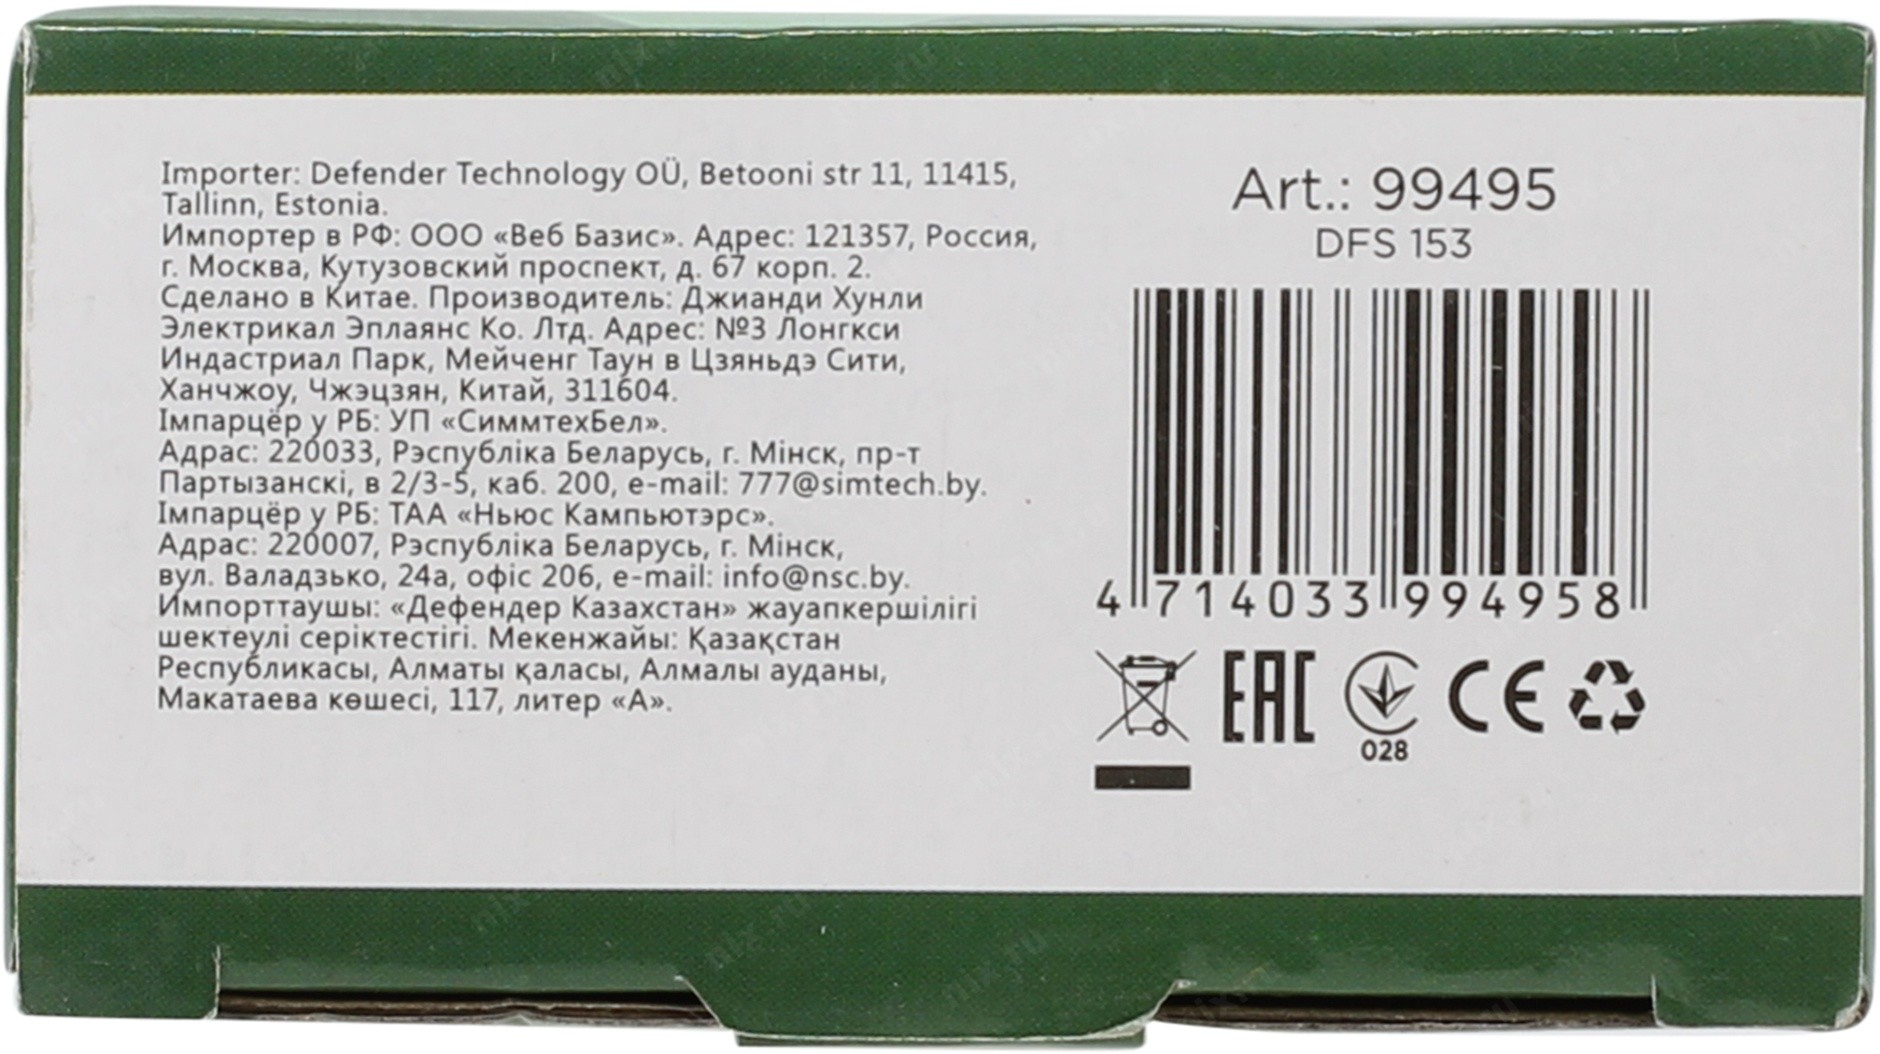 Importer: Defender Technology OÜ, Betooni str 11, 11415,
Tallinn, Estonia.
Импортер в РФ: ООО «Веб Базис». Адрес: 121357, Россия,
г. Москва, Кутузовский проспект, д. 67 корп. 2.
Сделано в Китае. Производитель: Джианди Хунли
Электрикал Эплаянс Ко. Лтд. Адрес: №3 Лонгкси
Индастриал Парк, Мейченг Таун в Цзяньдэ Сити,
Ханчжоу, Чжэцзян, Китай, 311604.
Імпарцёр у РБ: УП «СиммтехБел».
Адрас: 220033, Рэспубліка Беларусь, г. Мінск, пр-т
Партызанскі, в 2/3-5, каб. 200, e-mail: 777@simtech.by.
Імпарцёр у РБ: ТАА «Ньюс Кампьютэрс».
Адрас: 220007, Рэспубліка Беларусь, г. Мінск,
вул. Валадзько, 24а, офіс 206, e-mail: info@nsc.by.
Импорттаушы: «Дефендер Казахстан» жауапкершілігі
шектеулі серіктестігі. Мекенжайы: Қазақстан
Республикасы, Алматы қаласы, Алмалы ауданы,
Макатаева көшесі, 117, литер «А».
Art.: 99495
DFS 153
4 714033 994958
EAC
CE
028